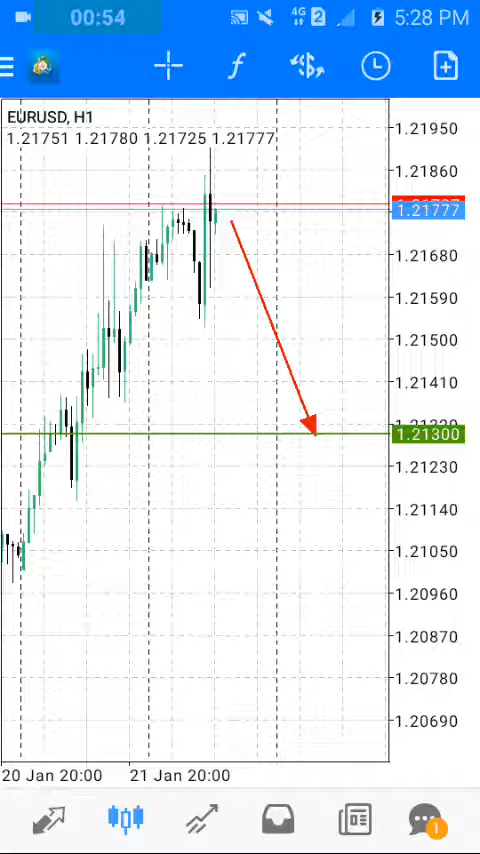 00:54
4G
2
5:28 PM
f
EURUSD, H1
1.21751 1.21780 1.21725 1.21777
1.21950
1.21860
1.21777
1.21680
1.21590
1.21500
1.21410
1.21300
1.21230
1.21140
1.21050
1.20960
1.20870
1.20780
1.20690
20 Jan 20:00
21 Jan 20:00
1